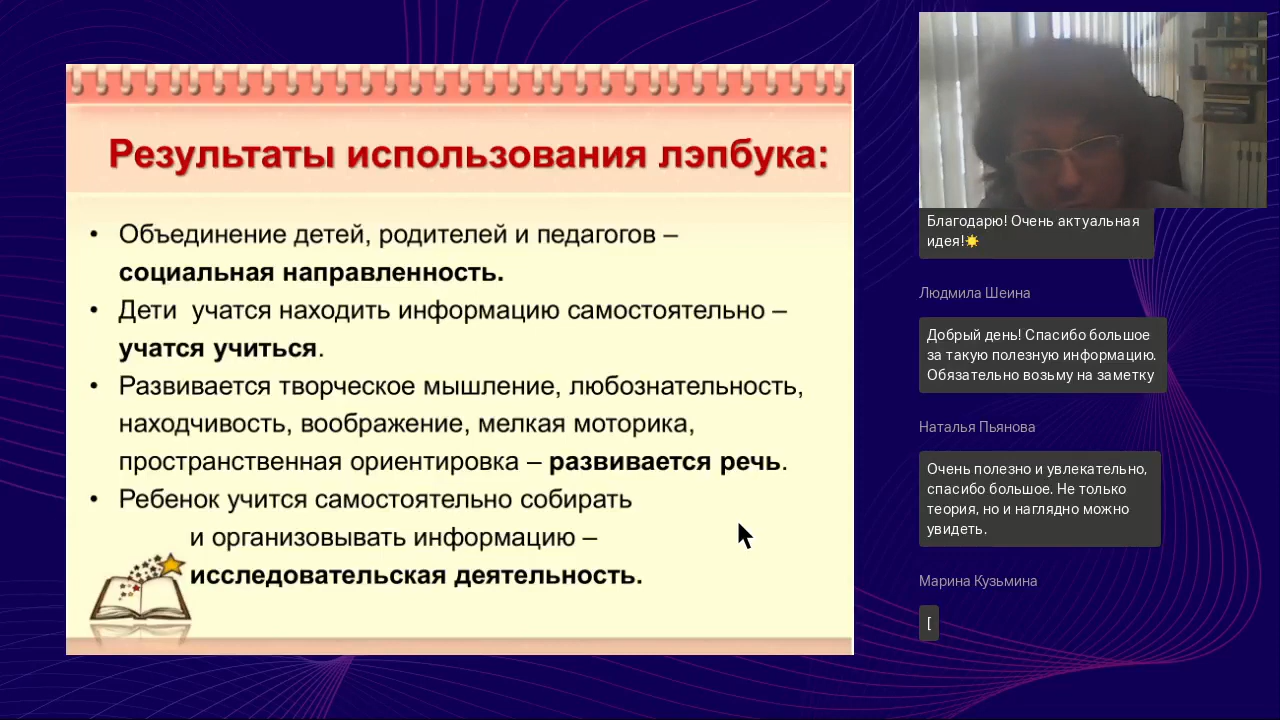 Результаты использования лэпбука:
• Объединение детей, родителей и педагогов –
социальная направленность.
• Дети учатся находить информацию самостоятельно –
учатся учиться.
• Развивается творческое мышление, любознательность,
находчивость, воображение, мелкая моторика,
пространственная ориентировка – развивается речь.
• Ребенок учится самостоятельно собирать
и организовывать информацию –
исследовательская деятельность.
Благодарю! Очень актуальная
идея!☀
Людмила Шеина
Добрый день! Спасибо большое
за такую полезную информацию.
Обязательно возьму на заметку
Наталья Пьянова
Очень полезно и увлекательно,
спасибо большое. Не только
теория, но и наглядно можно
увидеть.
Марина Кузьмина
[